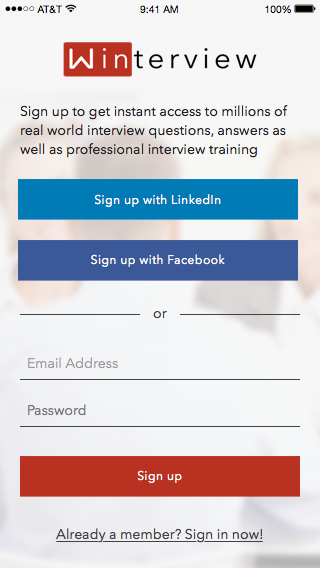 AT&T 9:41 AM 100%
Winterview
Sign up to get instant access to millions of
real world interview questions, answers as
well as professional interview training
Sign up with LinkedIn
Sign up with Facebook
or
Email Address
Password
Sign up
Already a member? Sign in now!